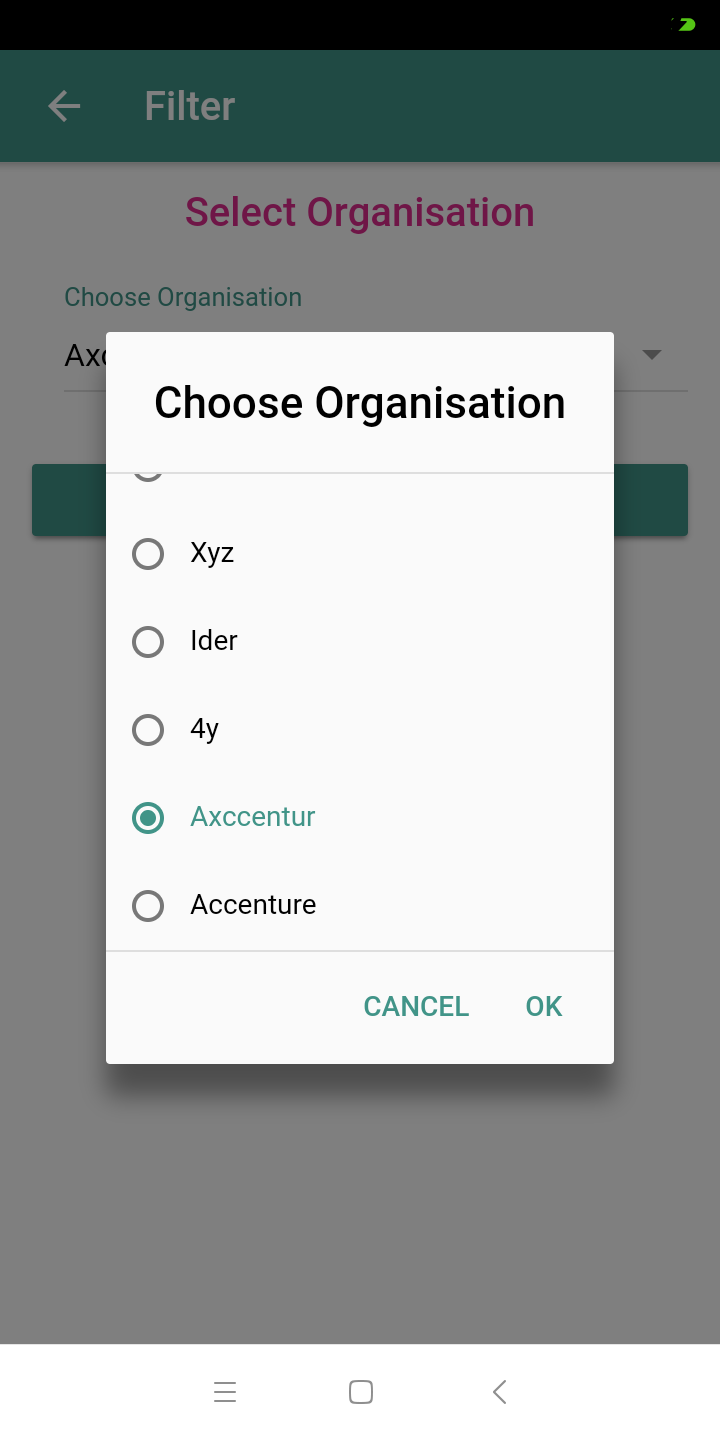 Filter
Select Organisation
Choose Organisation
Choose Organisation
Xyz
Ider
4y
Axccentur
Accenture
CANCEL OK